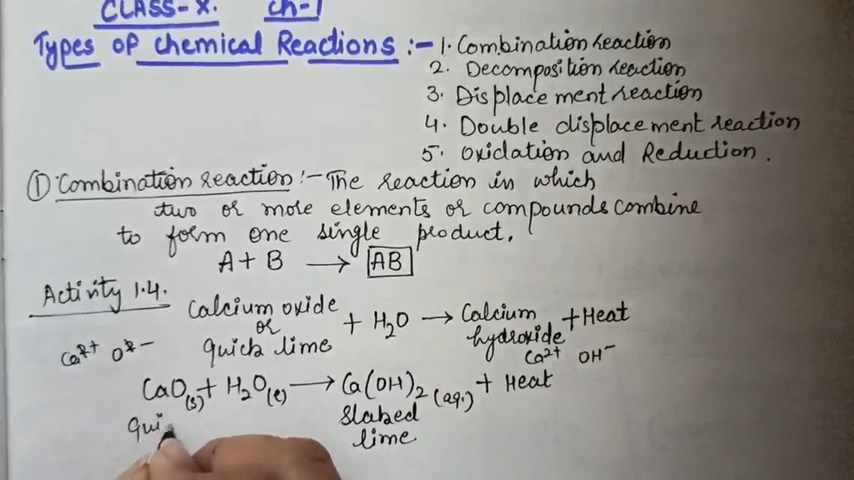 CLASS-X. Ch-1
Types of chemical Reactions :- 1. Combination reaction
2. Decomposition reaction
3. Displacement reaction
4. Double displacement reaction
5. Oxidation and Reduction.
① Combination reaction :- The reaction in which
two or more elements or compounds combine
to form one single product.
A + B → AB
Activity 1.4.
Calcium oxide or quick lime + H₂O → Calcium hydroxide + Heat
Ca²⁺ O²⁻ Ca²⁺ OH⁻
CaO(s) + H₂O(l) → Ca(OH)₂ (aq.) + Heat
Qui Slaked
lime